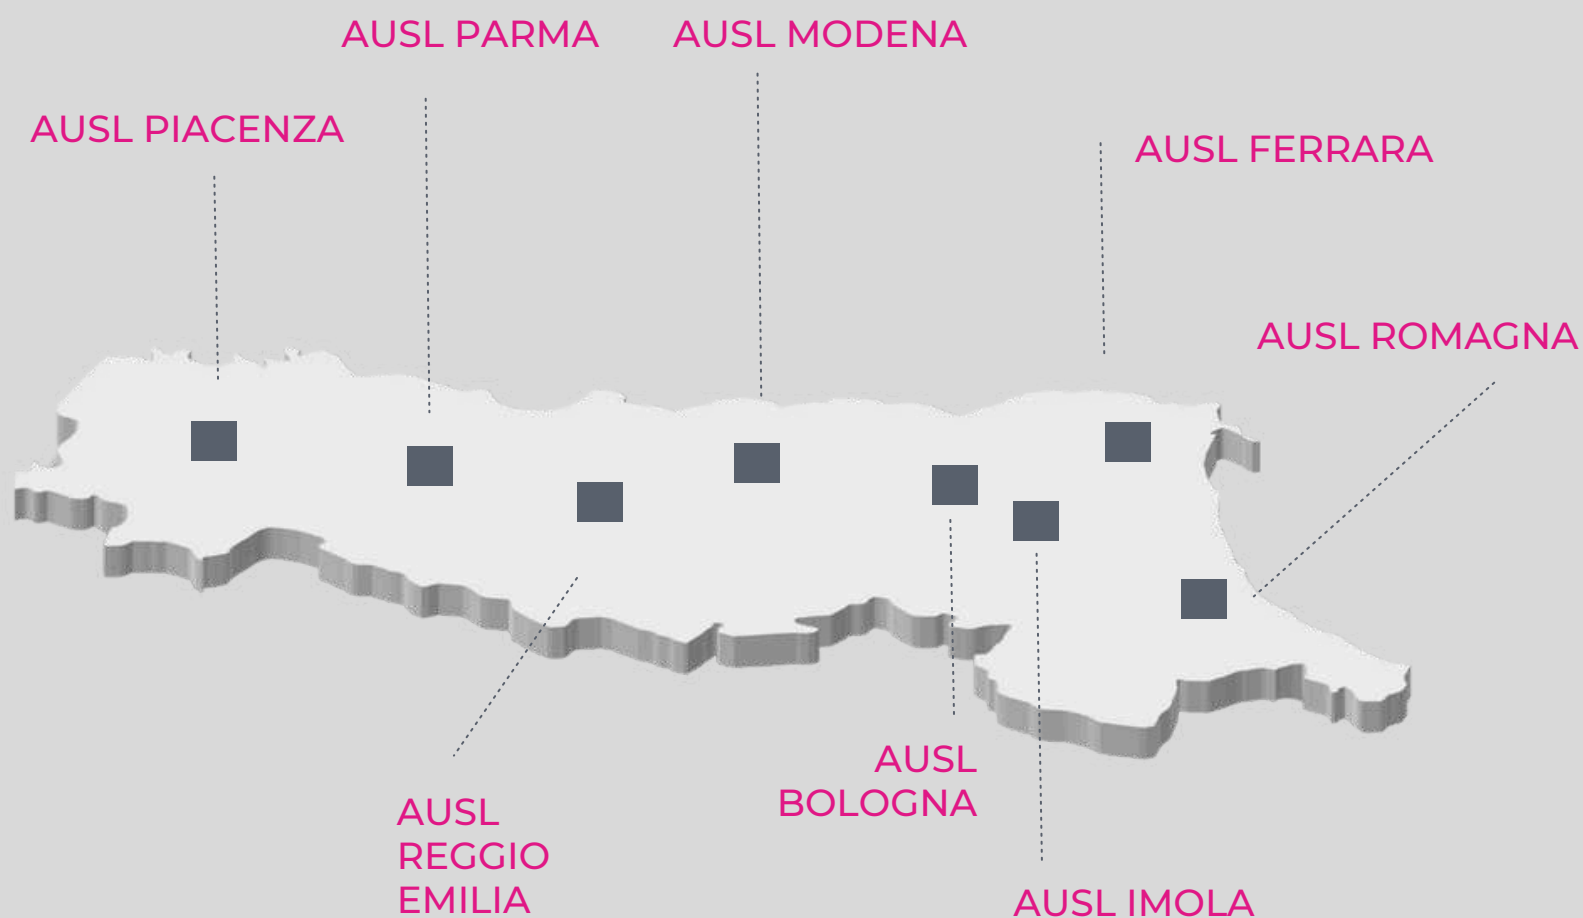 AUSL PARMA
AUSL MODENA
AUSL PIACENZA
AUSL FERRARA
AUSL ROMAGNA
AUSL
BOLOGNA
AUSL
REGGIO
EMILIA
AUSL IMOLA